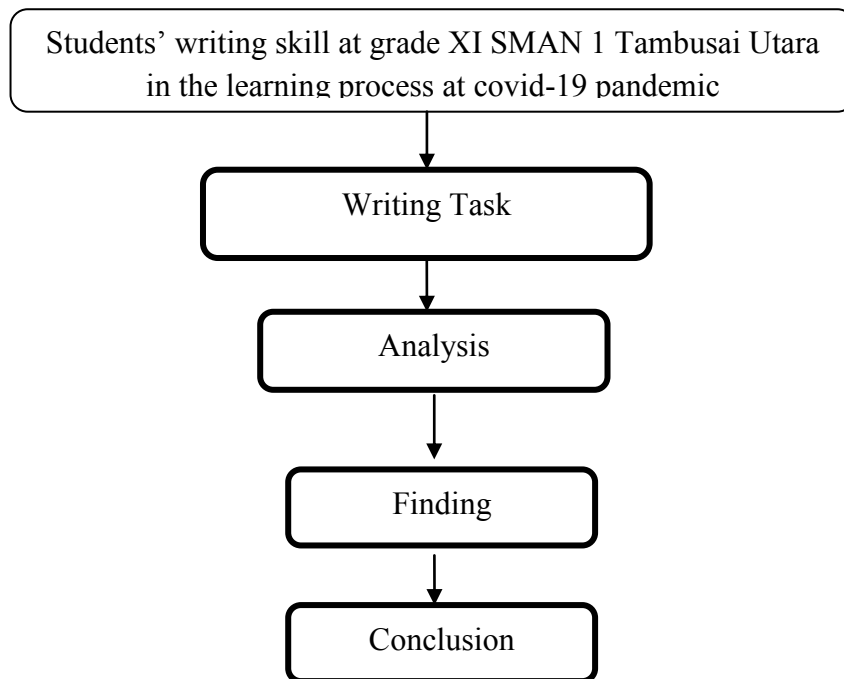 Students’ writing skill at grade XI SMAN 1 Tambusai Utara
in the learning process at covid-19 pandemic
Writing Task
Analysis
Finding
Conclusion